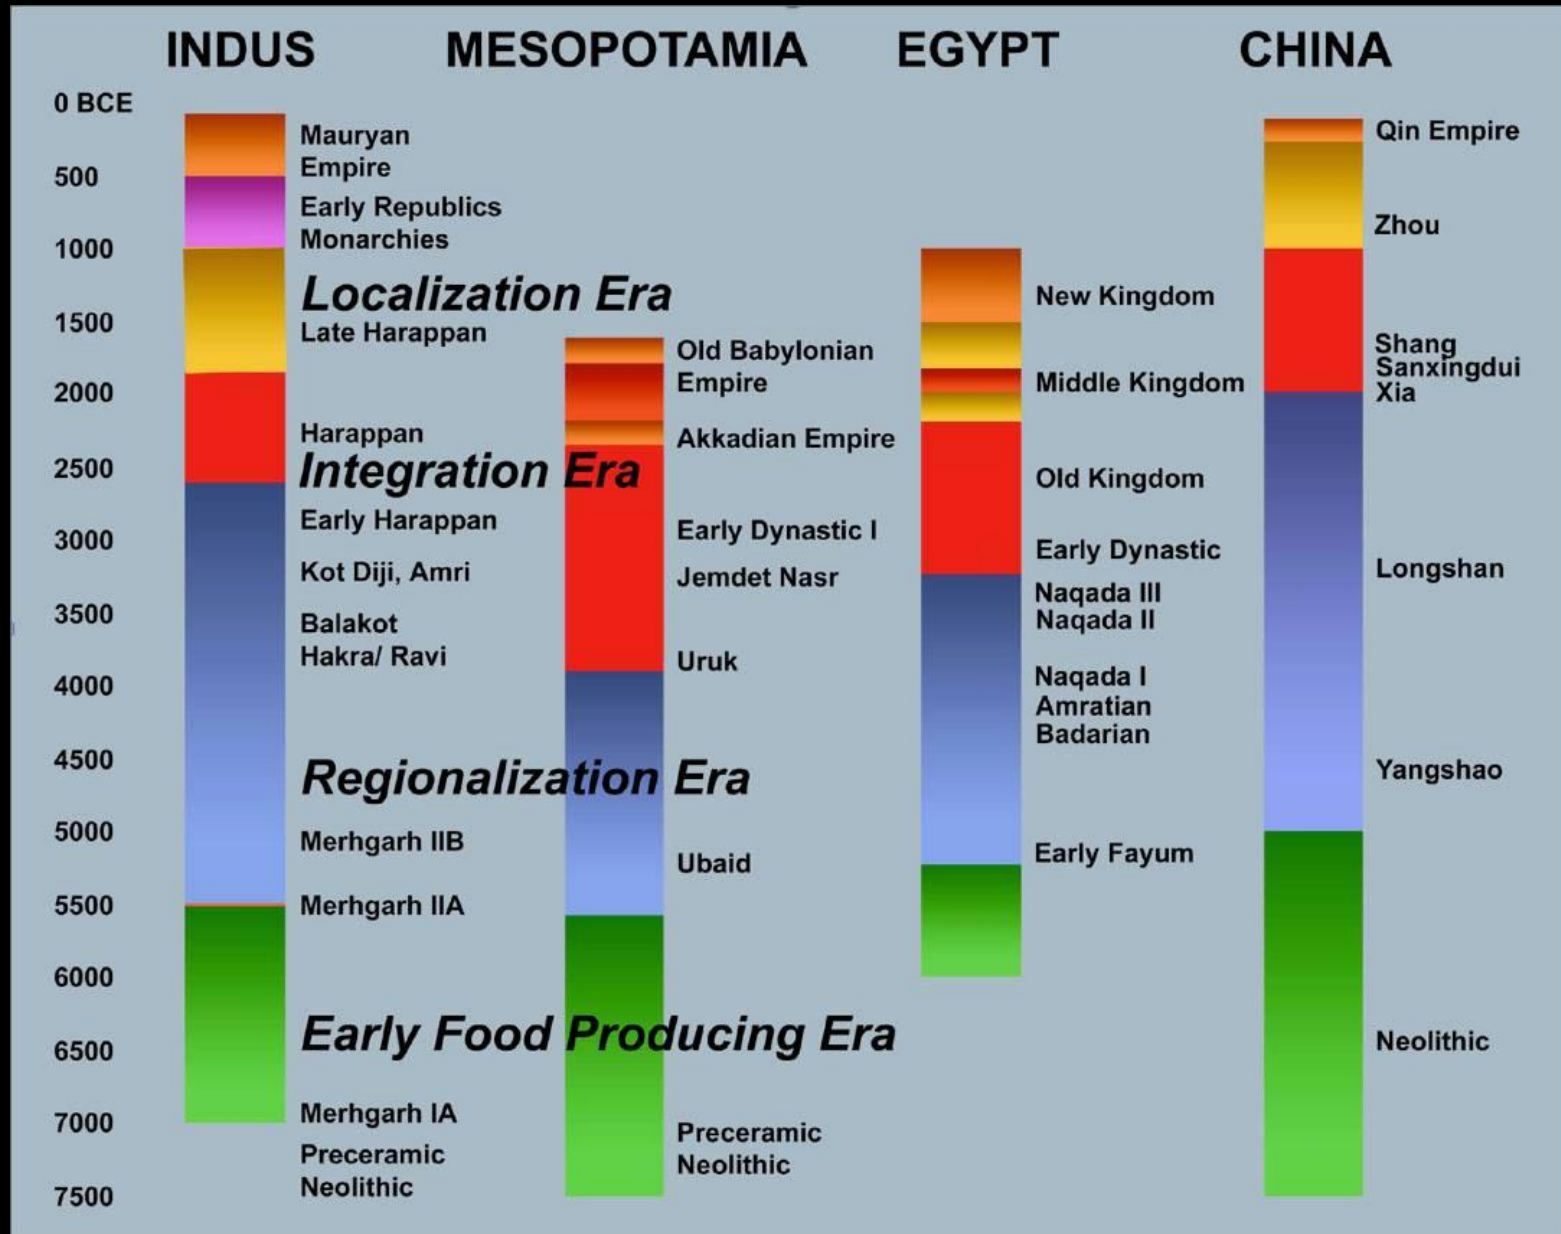 INDUS
MESOPOTAMIA
EGYPT
CHINA
0 BCE
500
1000
1500
2000
2500
3000
3500
4000
4500
5000
5500
6000
6500
7000
7500
Mauryan
Empire
Early Republics
Monarchies
Localization Era
Late Harappan
Harappan
Integration Era
Early Harappan
Kot Diji, Amri
Balakot
Hakra/ Ravi
Regionalization Era
Merhgarh IIB
Merhgarh IIA
Early Food Producing Era
Merhgarh IA
Preceramic
Neolithic
Old Babylonian
Empire
Akkadian Empire
Early Dynastic I
Jemdet Nasr
Uruk
Ubaid
Preceramic
Neolithic
New Kingdom
Middle Kingdom
Old Kingdom
Early Dynastic
Naqada III
Naqada II
Naqada I
Amratian
Badarian
Early Fayum
Qin Empire
Zhou
Shang
Sanxingdui
Xia
Longshan
Yangshao
Neolithic